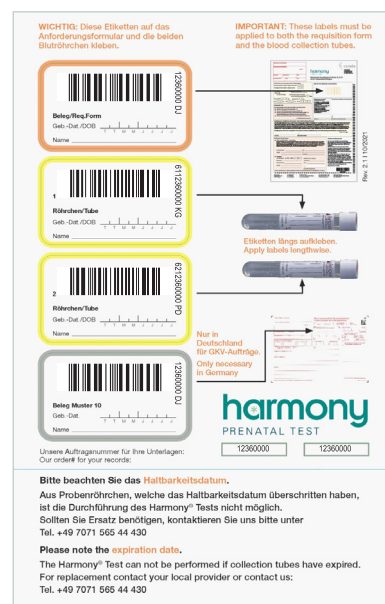 WICHTIG: Diese Etiketten auf das
Anforderungsformular und die beiden
Blutröhrchen kleben.
IMPORTANT: These labels must be
applied to both the requisition form
and the blood collection tubes.
12360000 DJ
Beleg/Req.Form
Geb.-Dat./DOB
T T M M J J J J
Name
harmony
Rev. 2.1 110/2021
6112360000 KG
1
Röhrchen/Tube
Geb.-Dat./DOB
T T M M J J J J
Name
Etiketten längs aufkleben.
Apply labels lengthwise.
6212360000 PD
2
Röhrchen/Tube
Geb.-Dat./DOB
T T M M J J J J
Name
Nur in
Deutschland
für GKV-Aufträge.
Only necessary
in Germany
12360000 DJ
Beleg Muster 10
Geb.-Dat.
T T M M J J J J
Name
harmony
PRENATAL TEST
Unsere Auftragsnummer für Ihre Unterlagen:
Our order# for your records:
12360000
12360000
Bitte beachten Sie das Haltbarkeitsdatum.
Aus Probenröhrchen, welche das Haltbarkeitsdatum überschritten haben,
ist die Durchführung des Harmony® Tests nicht möglich.
Sollten Sie Ersatz benötigen, kontaktieren Sie uns bitte unter
Tel. +49 7071 565 44 430
Please note the expiration date.
The Harmony® Test can not be performed if collection tubes have expired.
For replacement contact your local provider or contact us:
Tel. +49 7071 565 44 430